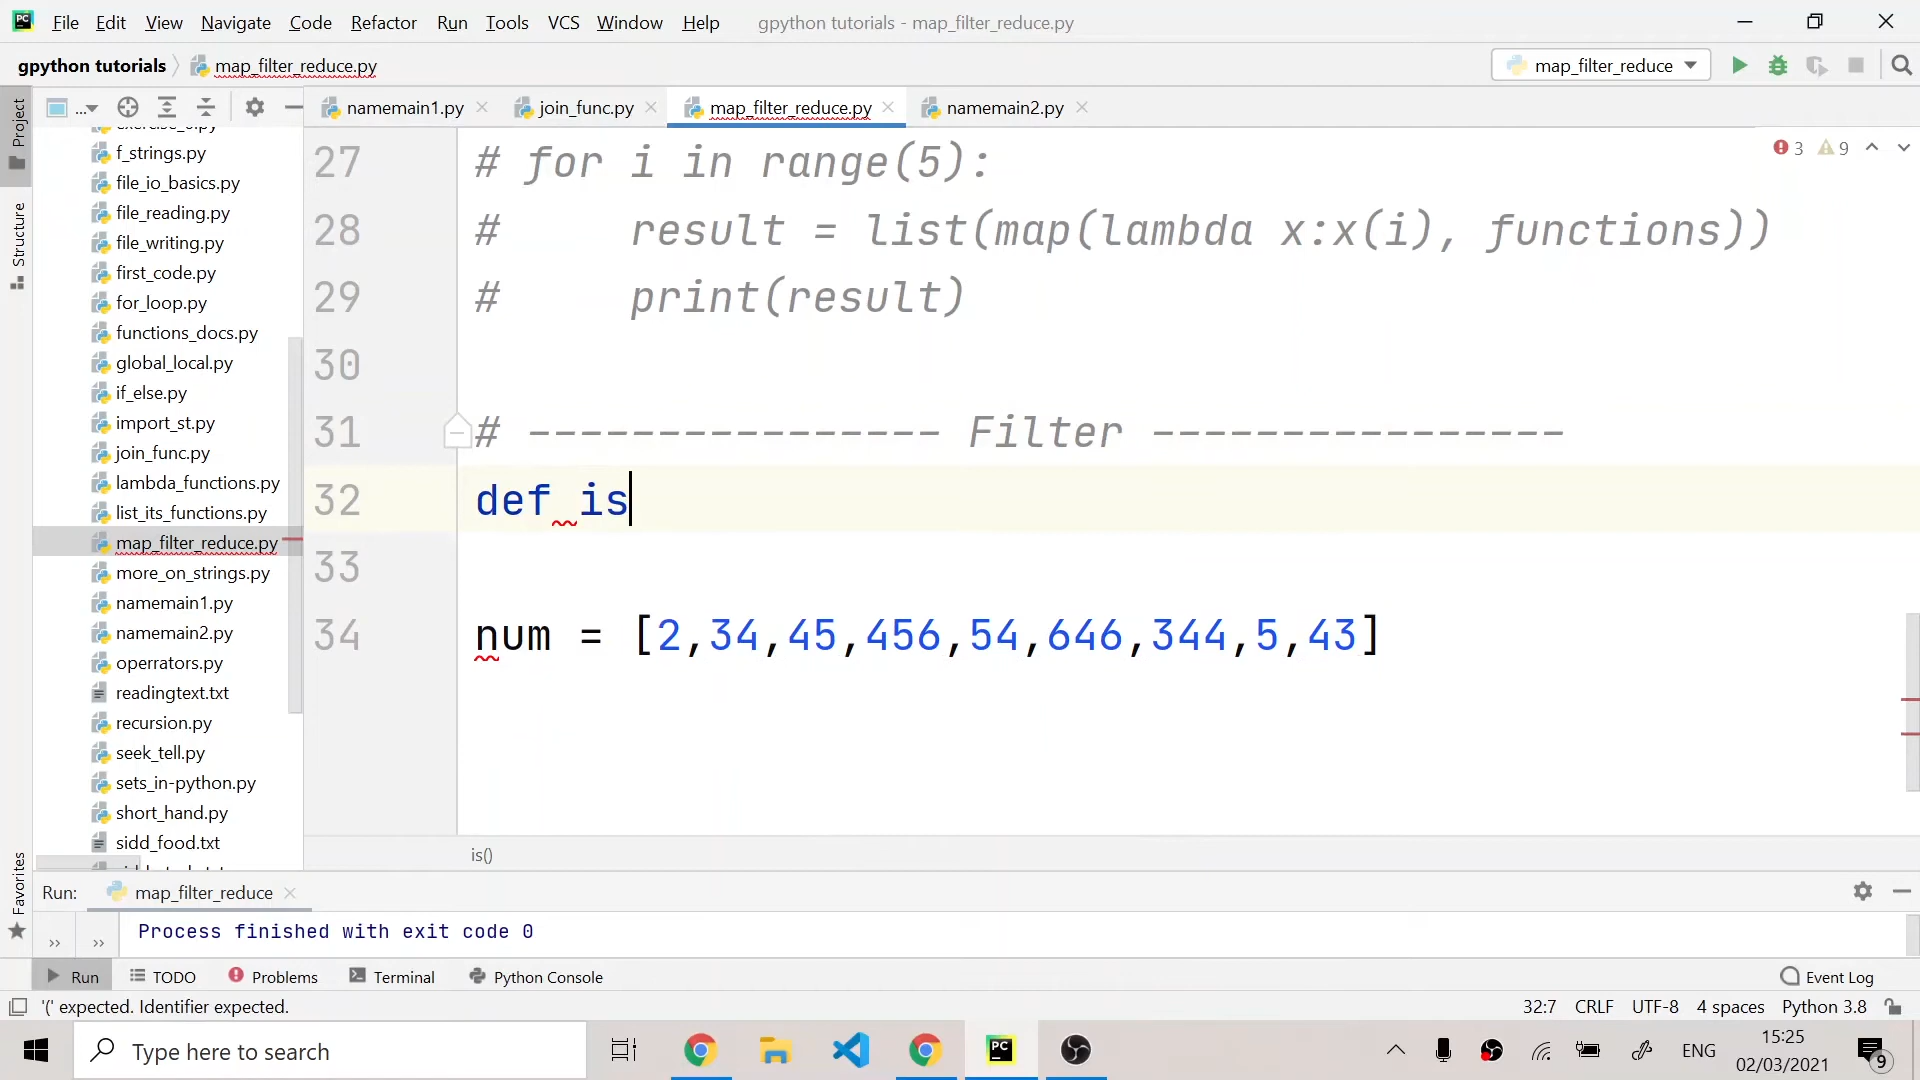 PC File Edit View Navigate Code Refactor Run Tools VCS Window Help gpython tutorials - map_filter_reduce.py
gpython tutorials map_filter_reduce.py map_filter_reduce
... namemain1.py join_func.py map_filter_reduce.py namemain2.py
Project
Structure
Favorites
f_strings.py
file_io_basics.py
file_reading.py
file_writing.py
first_code.py
for_loop.py
functions_docs.py
global_local.py
if_else.py
import_st.py
join_func.py
lambda_functions.py
list_its_functions.py
map_filter_reduce.py
more_on_strings.py
namemain1.py
namemain2.py
operrators.py
readingtext.txt
recursion.py
seek_tell.py
sets_in-python.py
short_hand.py
sidd_food.txt
3 9
27 # for i in range(5):
28 #     result = list(map(lambda x:x(i), functions))
29 #     print(result)
30
31 # ---------------- Filter ----------------
32 def is
33
34 num = [2,34,45,456,54,646,344,5,43]
is()
Run: map_filter_reduce
Process finished with exit code 0
Run TODO Problems Terminal Python Console Event Log
'(' expected. Identifier expected. 32:7 CRLF UTF-8 4 spaces Python 3.8
Type here to search PC ENG 15:25
02/03/2021 9